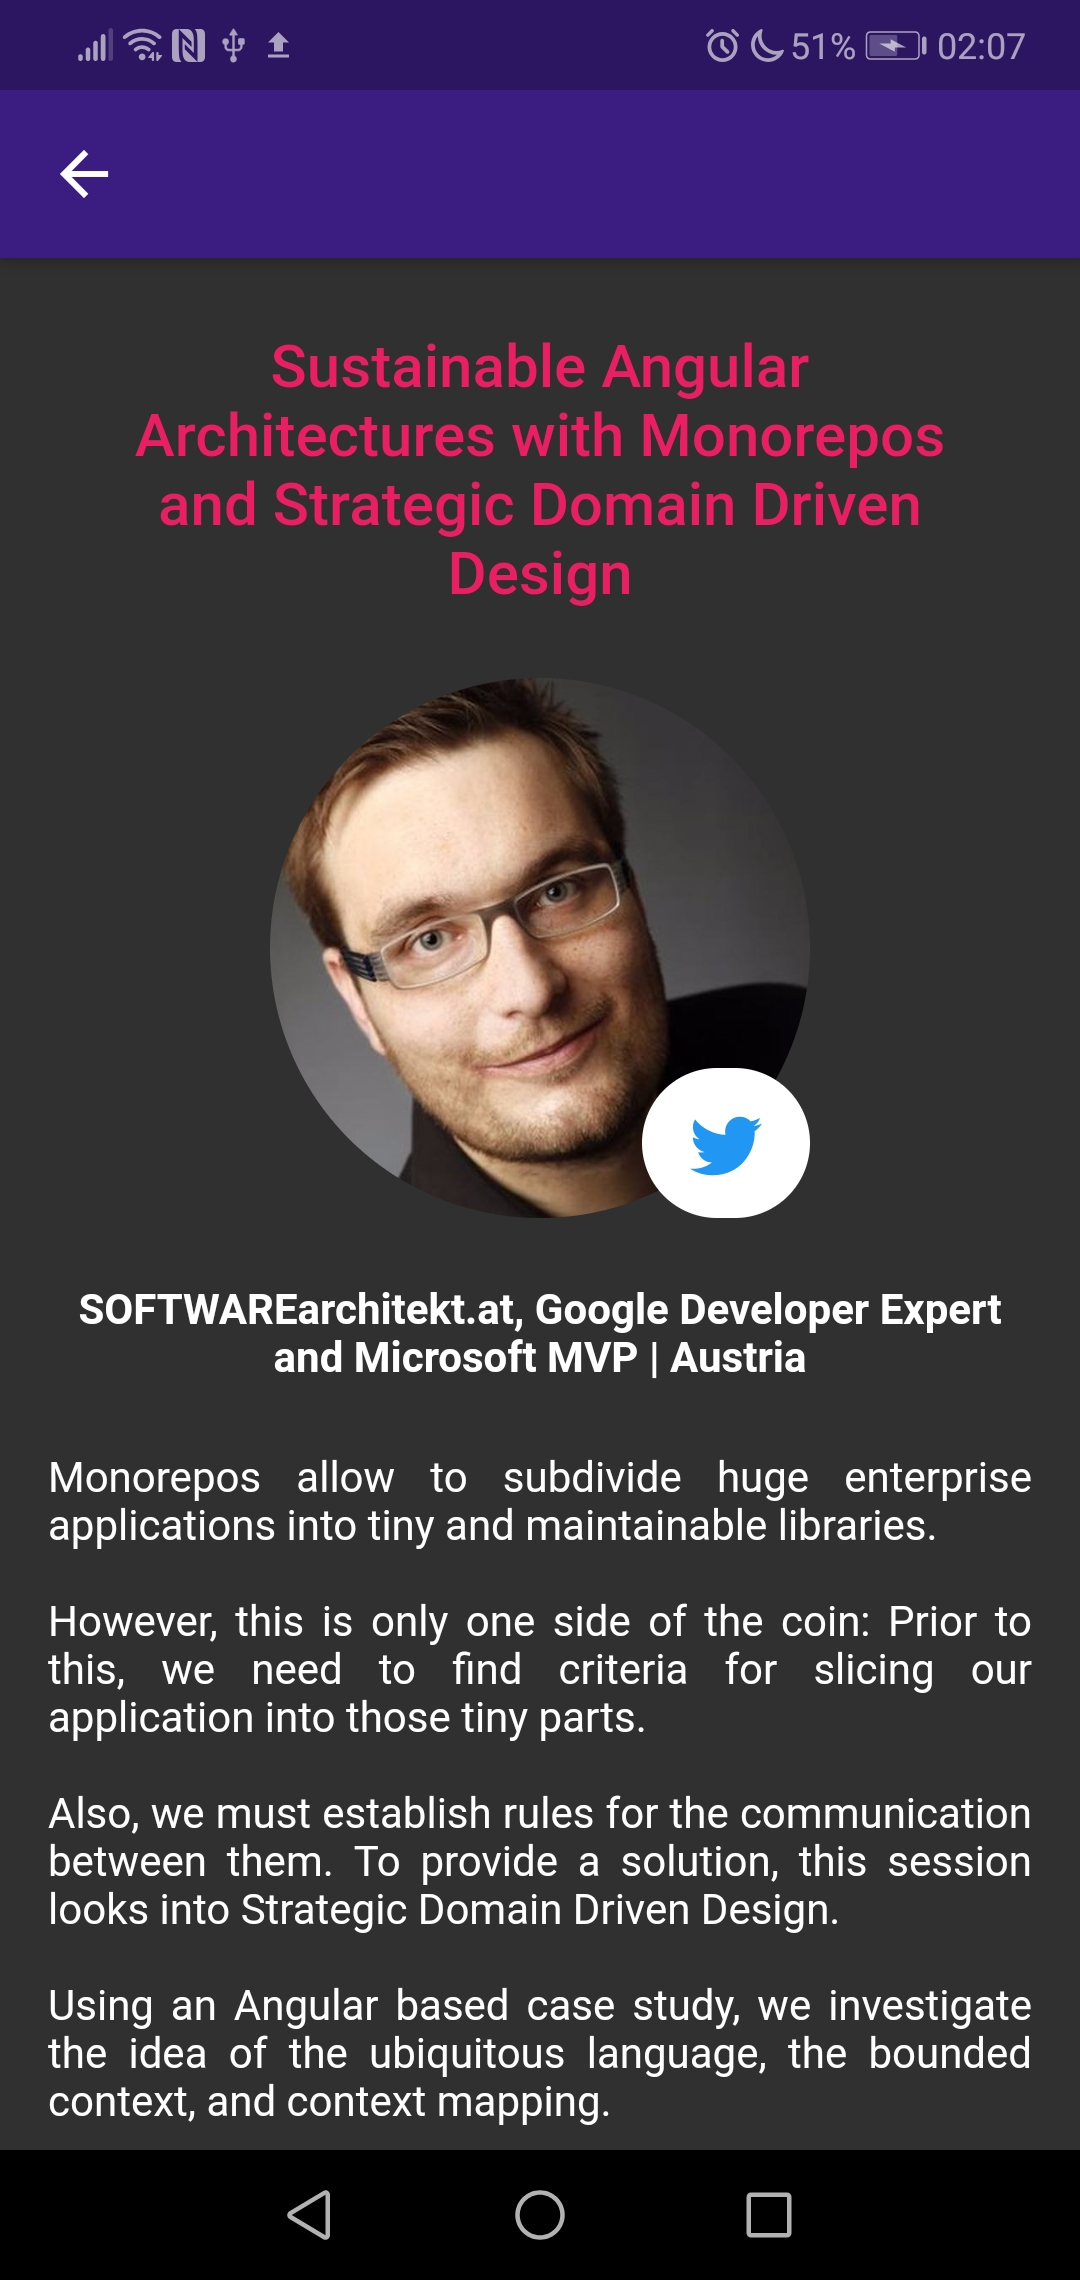 51% 02:07
Sustainable Angular
Architectures with Monorepos
and Strategic Domain Driven
Design
SOFTWAREarchitekt.at, Google Developer Expert
and Microsoft MVP | Austria
Monorepos allow to subdivide huge enterprise
applications into tiny and maintainable libraries.
However, this is only one side of the coin: Prior to
this, we need to find criteria for slicing our
application into those tiny parts.
Also, we must establish rules for the communication
between them. To provide a solution, this session
looks into Strategic Domain Driven Design.
Using an Angular based case study, we investigate
the idea of the ubiquitous language, the bounded
context, and context mapping.